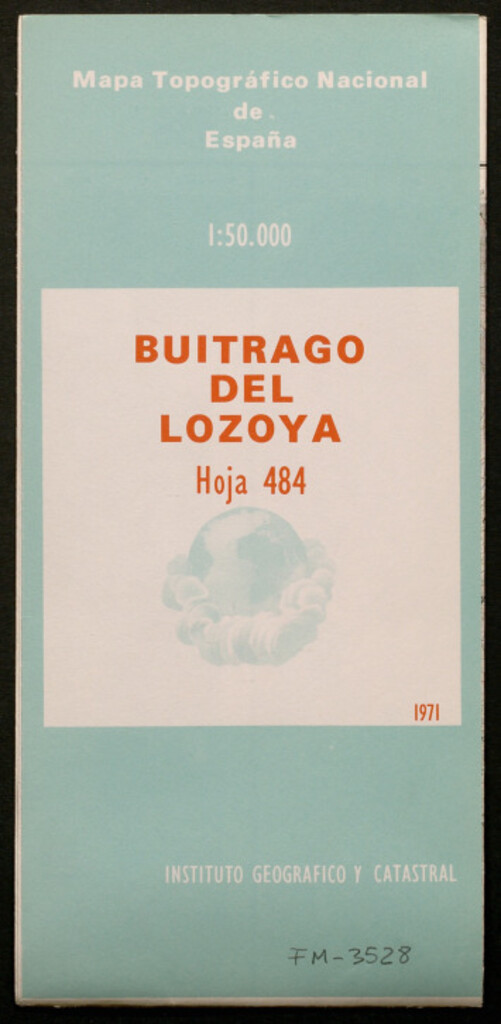 Mapa Topográfico Nacional
de
España
1:50.000
BUITRAGO
DEL
LOZOYA
Hoja 484
1971
INSTITUTO GEOGRAFICO Y CATASTRAL
FM-3528